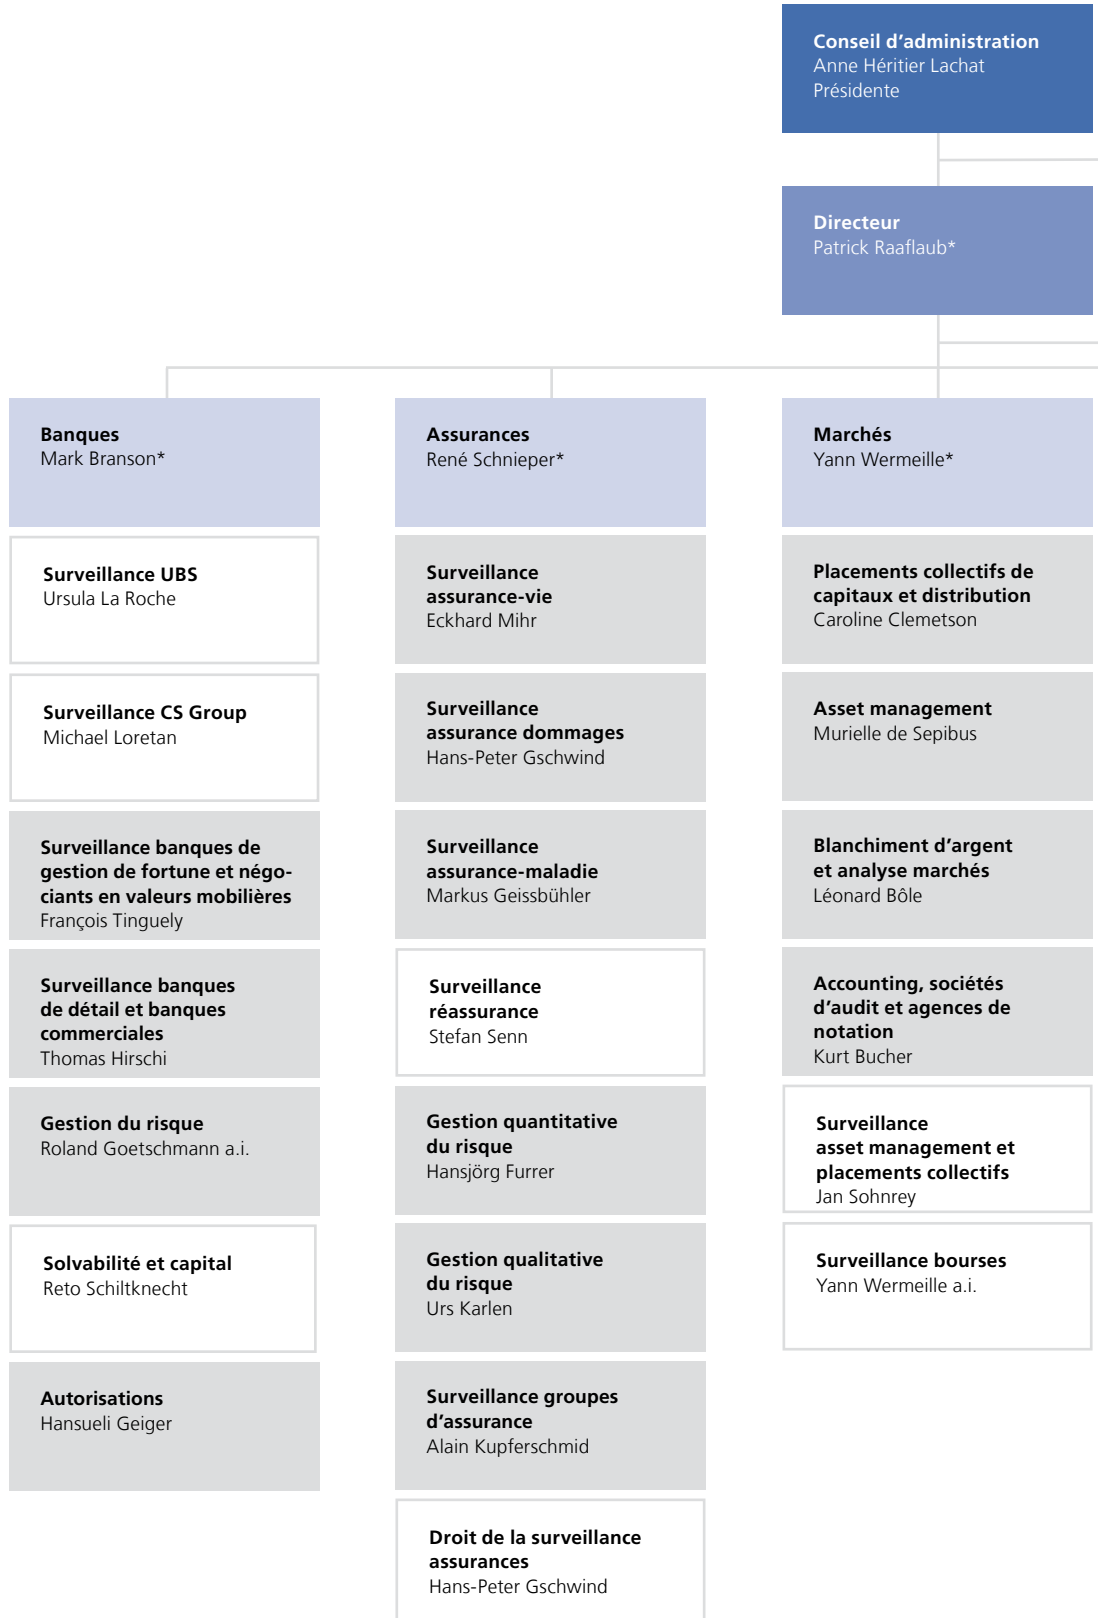 Conseil d’administration
Anne Héritier Lachat
Présidente
Directeur
Patrick Raaflaub*
Banques
Mark Branson*
Surveillance UBS
Ursula La Roche
Surveillance CS Group
Michael Loretan
Surveillance banques de
gestion de fortune et négo-
ciants en valeurs mobilières
François Tinguely
Surveillance banques
de détail et banques
commerciales
Thomas Hirschi
Gestion du risque
Roland Goetschmann a.i.
Solvabilité et capital
Reto Schiltknecht
Autorisations
Hansueli Geiger
Assurances
René Schnieper*
Surveillance
assurance-vie
Eckhard Mihr
Surveillance
assurance dommages
Hans-Peter Gschwind
Surveillance
assurance-maladie
Markus Geissbühler
Surveillance
réassurance
Stefan Senn
Gestion quantitative
du risque
Hansjörg Furrer
Gestion qualitative
du risque
Urs Karlen
Surveillance groupes
d’assurance
Alain Kupferschmid
Droit de la surveillance
assurances
Hans-Peter Gschwind
Marchés
Yann Wermeille*
Placements collectifs de
capitaux et distribution
Caroline Clemetson
Asset management
Murielle de Sepibus
Blanchiment d’argent
et analyse marchés
Léonard Bôle
Accounting, sociétés
d’audit et agences de
notation
Kurt Bucher
Surveillance
asset management et
placements collectifs
Jan Sohnrey
Surveillance bourses
Yann Wermeille a.i.